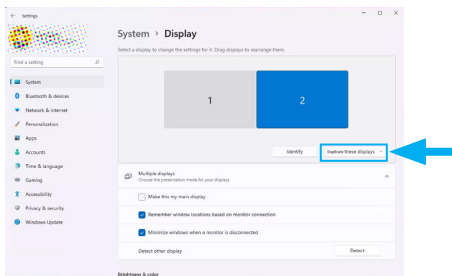 Settings
System > Display
Select a display to change the settings for it. Drag displays to rearrange them.
Find a setting
System
Bluetooth & devices
Network & internet
Personalization
Apps
Accounts
Time & language
Gaming
Accessibility
Privacy & security
Windows Update
1
2
Identify
these displays
Multiple displays
Choose the presentation mode for your displays
Make this my main display
Remember window locations based on monitor connection
Minimize windows when a monitor is disconnected
Detect other display
Detect
Brightness & color